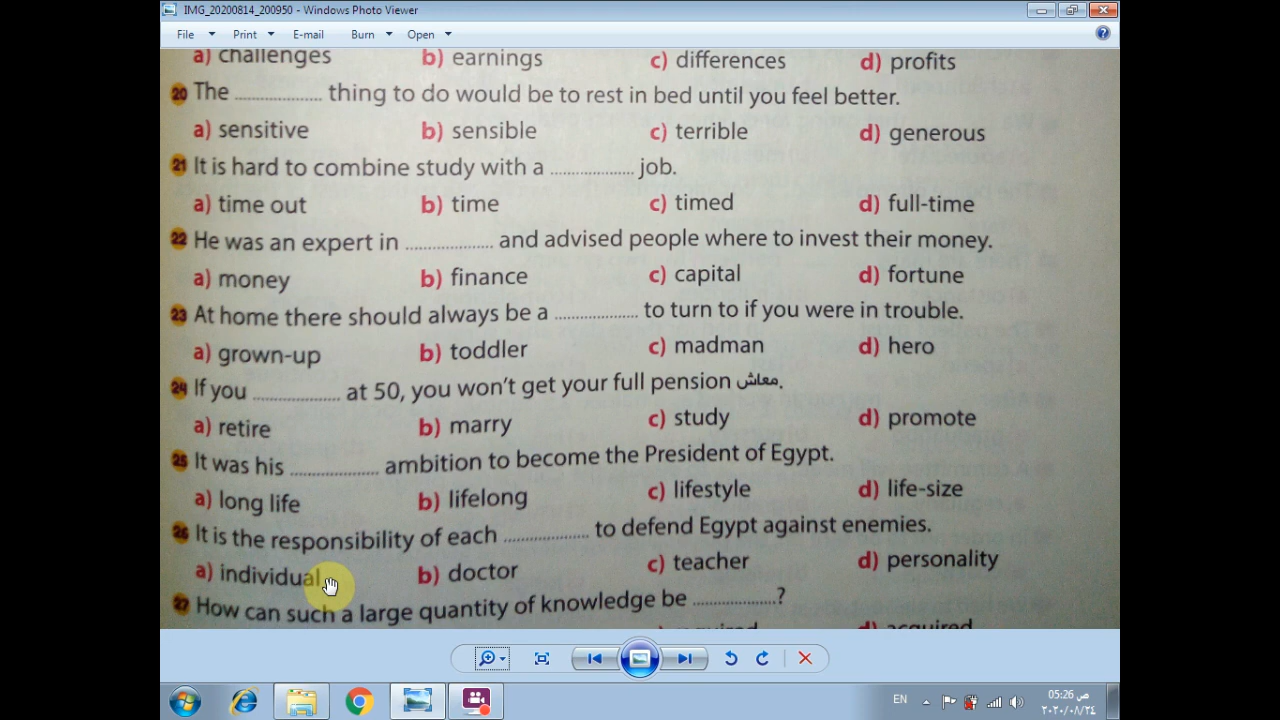 IMG_20200814_200950 - Windows Photo Viewer
File Print E-mail Burn Open
a) challenges b) earnings c) differences d) profits
20 The .................... thing to do would be to rest in bed until you feel better.
a) sensitive b) sensible c) terrible d) generous
21 It is hard to combine study with a .................... job.
a) time out b) time c) timed d) full-time
22 He was an expert in .................... and advised people where to invest their money.
a) money b) finance c) capital d) fortune
23 At home there should always be a .................... to turn to if you were in trouble.
a) grown-up b) toddler c) madman d) hero
24 If you .................... at 50, you won't get your full pension معاش.
a) retire b) marry c) study d) promote
25 It was his .................... ambition to become the President of Egypt.
a) long life b) lifelong c) lifestyle d) life-size
26 It is the responsibility of each .................... to defend Egypt against enemies.
a) individual b) doctor c) teacher d) personality
27 How can such a large quantity of knowledge be ....................?
d) acquired
EN 05:26 ص
٢٠٢٠/٠٨/٢٤